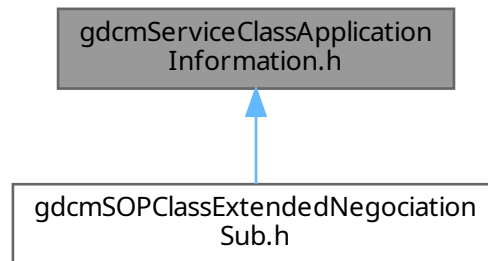 gdcmServiceClassApplication
Information.h
gdcmSOPClassExtendedNegociation
Sub.h